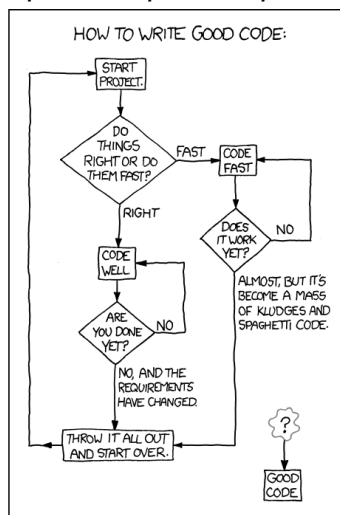 HOW TO WRITE GOOD CODE:
START
PROJECT.
DO
THINGS
RIGHT OR DO
THEM FAST?
FAST
CODE
FAST
RIGHT
DOES
IT WORK
YET?
NO
CODE
WELL
ALMOST, BUT IT'S
BECOME A MASS
OF KLUDGES AND
SPAGHETTI CODE.
ARE
YOU DONE
YET?
NO
NO, AND THE
REQUIREMENTS
HAVE CHANGED.
THROW IT ALL OUT
AND START OVER.
?
GOOD
CODE